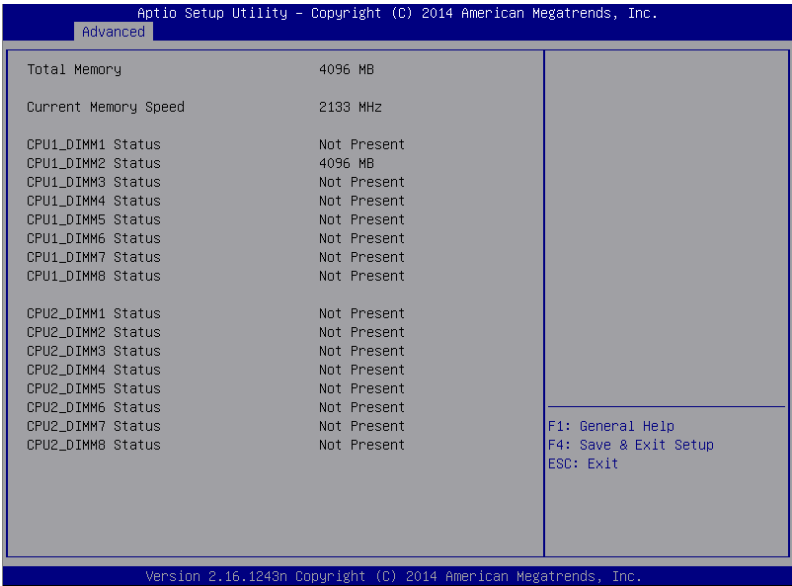 Aptio Setup Utility – Copyright (C) 2014 American Megatrends, Inc.
Advanced
Total Memory 4096 MB
Current Memory Speed 2133 MHz
CPU1_DIMM1 Status Not Present
CPU1_DIMM2 Status 4096 MB
CPU1_DIMM3 Status Not Present
CPU1_DIMM4 Status Not Present
CPU1_DIMM5 Status Not Present
CPU1_DIMM6 Status Not Present
CPU1_DIMM7 Status Not Present
CPU1_DIMM8 Status Not Present
CPU2_DIMM1 Status Not Present
CPU2_DIMM2 Status Not Present
CPU2_DIMM3 Status Not Present
CPU2_DIMM4 Status Not Present
CPU2_DIMM5 Status Not Present
CPU2_DIMM6 Status Not Present
CPU2_DIMM7 Status Not Present
CPU2_DIMM8 Status Not Present
F1: General Help
F4: Save & Exit Setup
ESC: Exit
Version 2.16.1243n Copyright (C) 2014 American Megatrends, Inc.